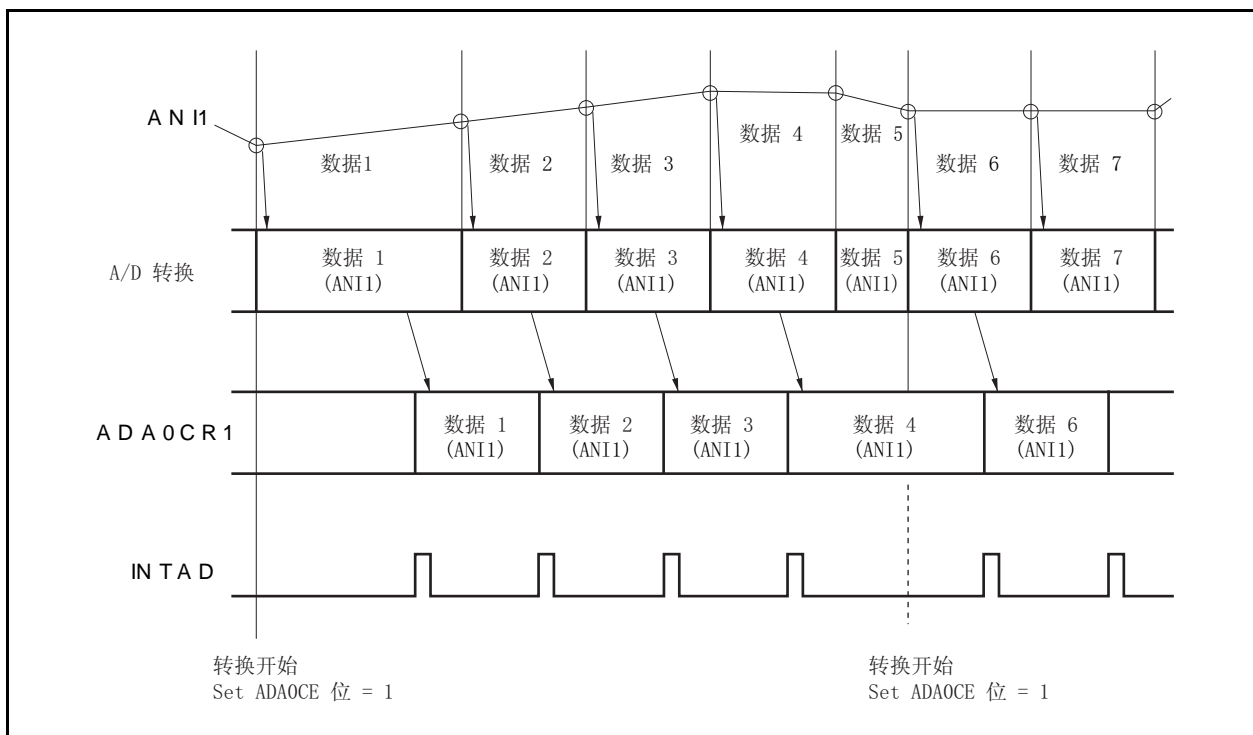 ANI1
数据1
数据 2
数据 3
数据 4
数据 5
数据 6
数据 7
A/D 转换
数据 1
(ANI1)
数据 2
(ANI1)
数据 3
(ANI1)
数据 4
(ANI1)
数据 5
(ANI1)
数据 6
(ANI1)
数据 7
(ANI1)
ADA0CR1
数据 1
(ANI1)
数据 2
(ANI1)
数据 3
(ANI1)
数据 4
(ANI1)
数据 6
(ANI1)
INTAD
转换开始
Set ADA0CE 位 = 1
转换开始
Set ADA0CE 位 = 1